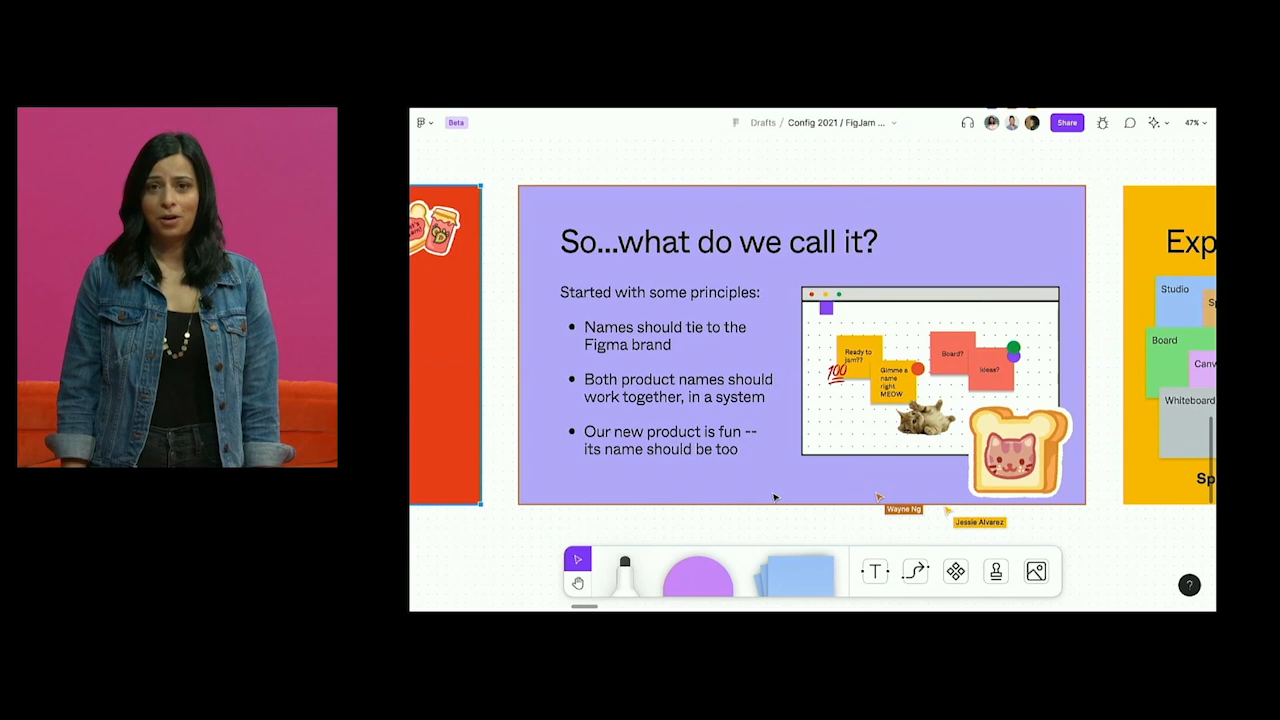 Beta
Drafts / Config 2021 / FigJam ...
Share
47%
So...what do we call it?
Started with some principles:
• Names should tie to the
Figma brand
• Both product names should
work together, in a system
• Our new product is fun --
its name should be too
Ready to
jam??
100
Gimme a
name
right
MEOW
Board?
Ideas?
Wayne Ng
Jessie Alvarez
Exp
Studio
Sp
Board
Canv
Whiteboard
Sp
T
?